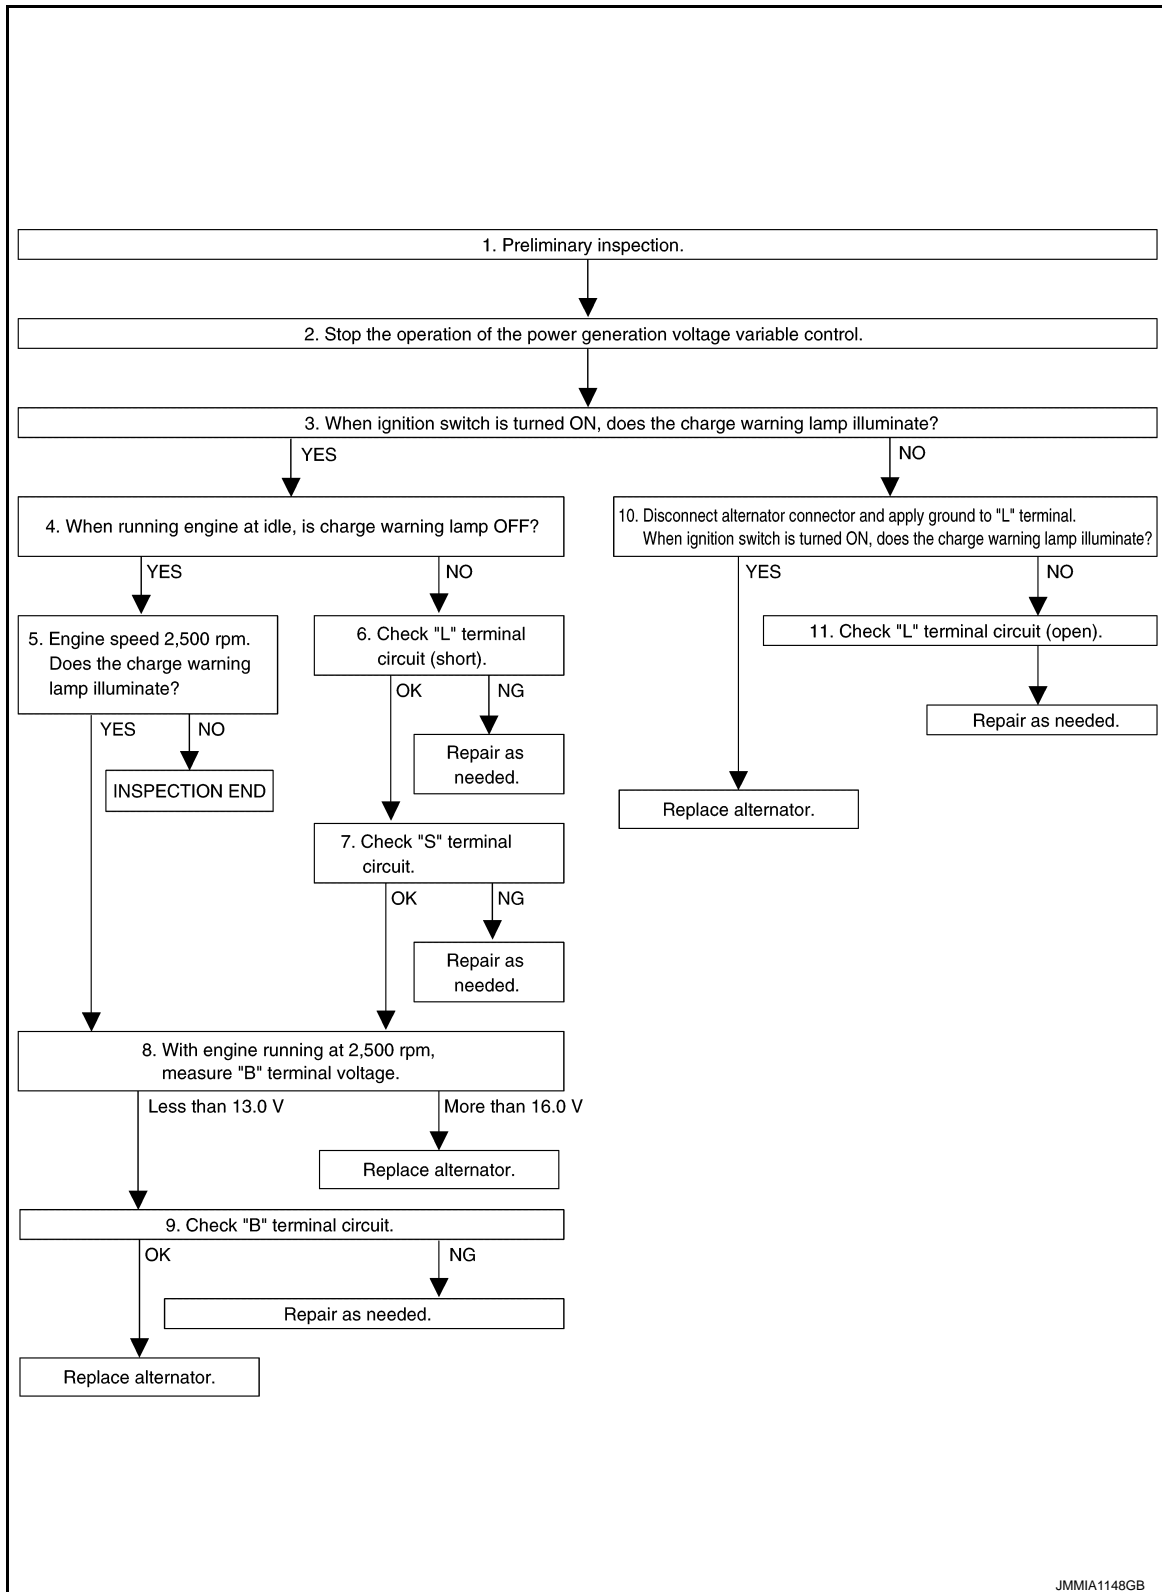 1. Preliminary inspection.
2. Stop the operation of the power generation voltage variable control.
3. When ignition switch is turned ON, does the charge warning lamp illuminate?
YES
NO
4. When running engine at idle, is charge warning lamp OFF?
10. Disconnect alternator connector and apply ground to "L" terminal.
When ignition switch is turned ON, does the charge warning lamp illuminate?
YES
NO
YES
NO
5. Engine speed 2,500 rpm.
Does the charge warning
lamp illuminate?
6. Check "L" terminal
circuit (short).
11. Check "L" terminal circuit (open).
YES
NO
OK
NG
INSPECTION END
Repair as
needed.
Repair as needed.
Replace alternator.
7. Check "S" terminal
circuit.
OK
NG
Repair as
needed.
8. With engine running at 2,500 rpm,
measure "B" terminal voltage.
Less than 13.0 V
More than 16.0 V
Replace alternator.
9. Check "B" terminal circuit.
OK
NG
Repair as needed.
Replace alternator.
JMMIA1148GB